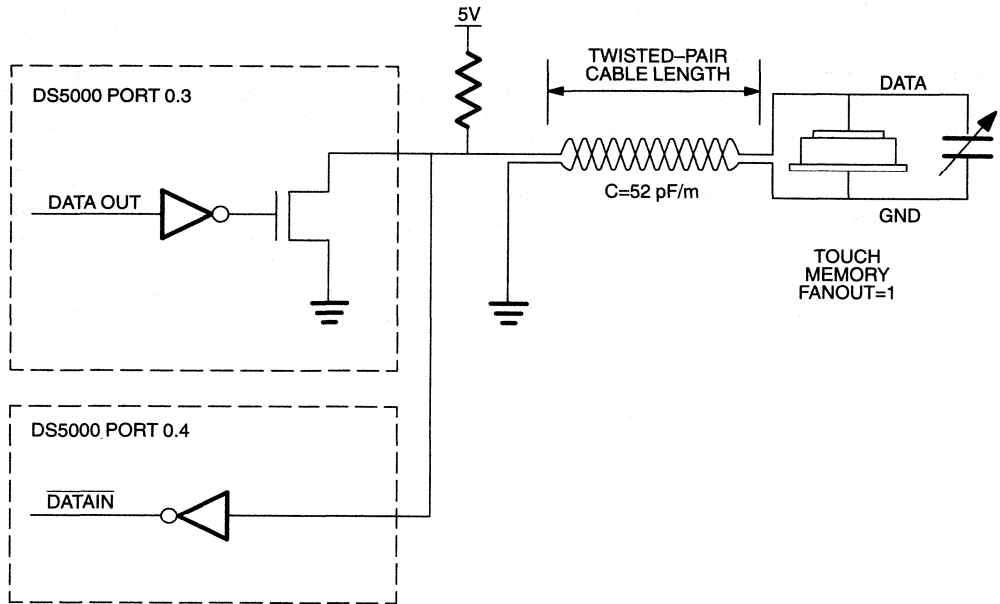 5V
TWISTED–PAIR
CABLE LENGTH
DATA
DS5000 PORT 0.3
DATA OUT
C=52 pF/m
GND
TOUCH
MEMORY
FANOUT=1
DS5000 PORT 0.4
DATAIN